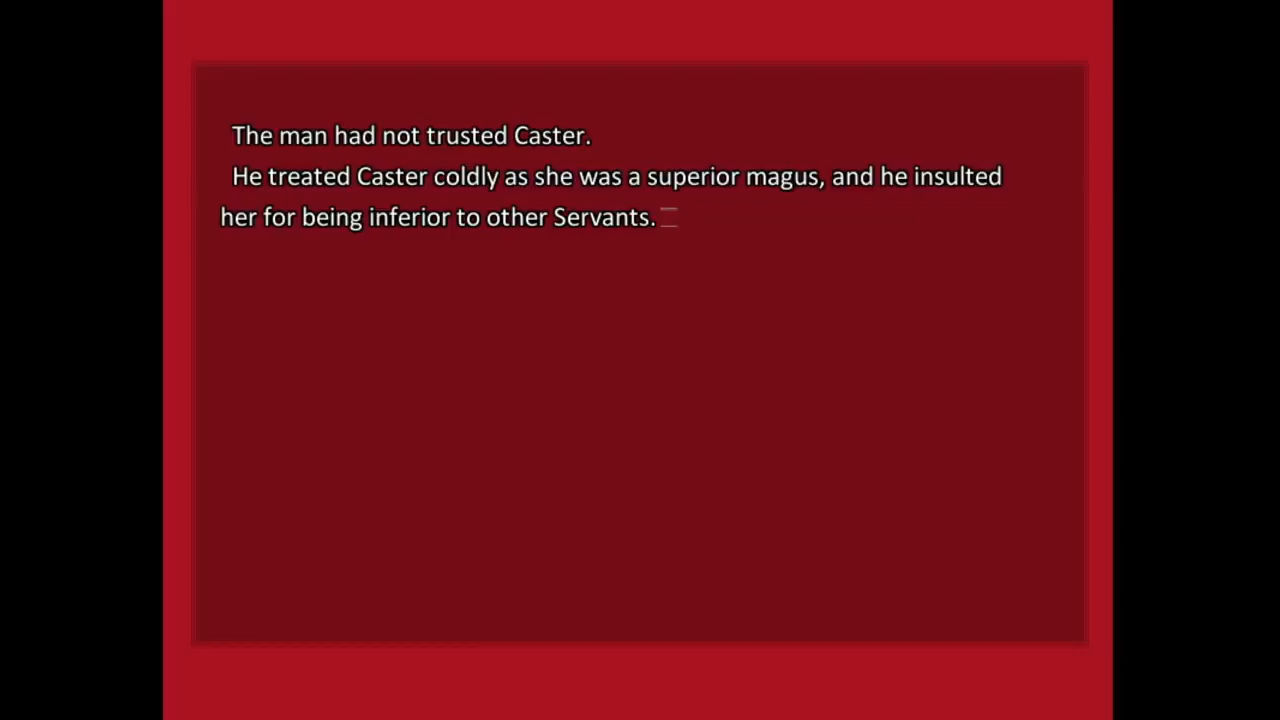 The man had not trusted Caster.
He treated Caster coldly as she was a superior magus, and he insulted
her for being inferior to other Servants.